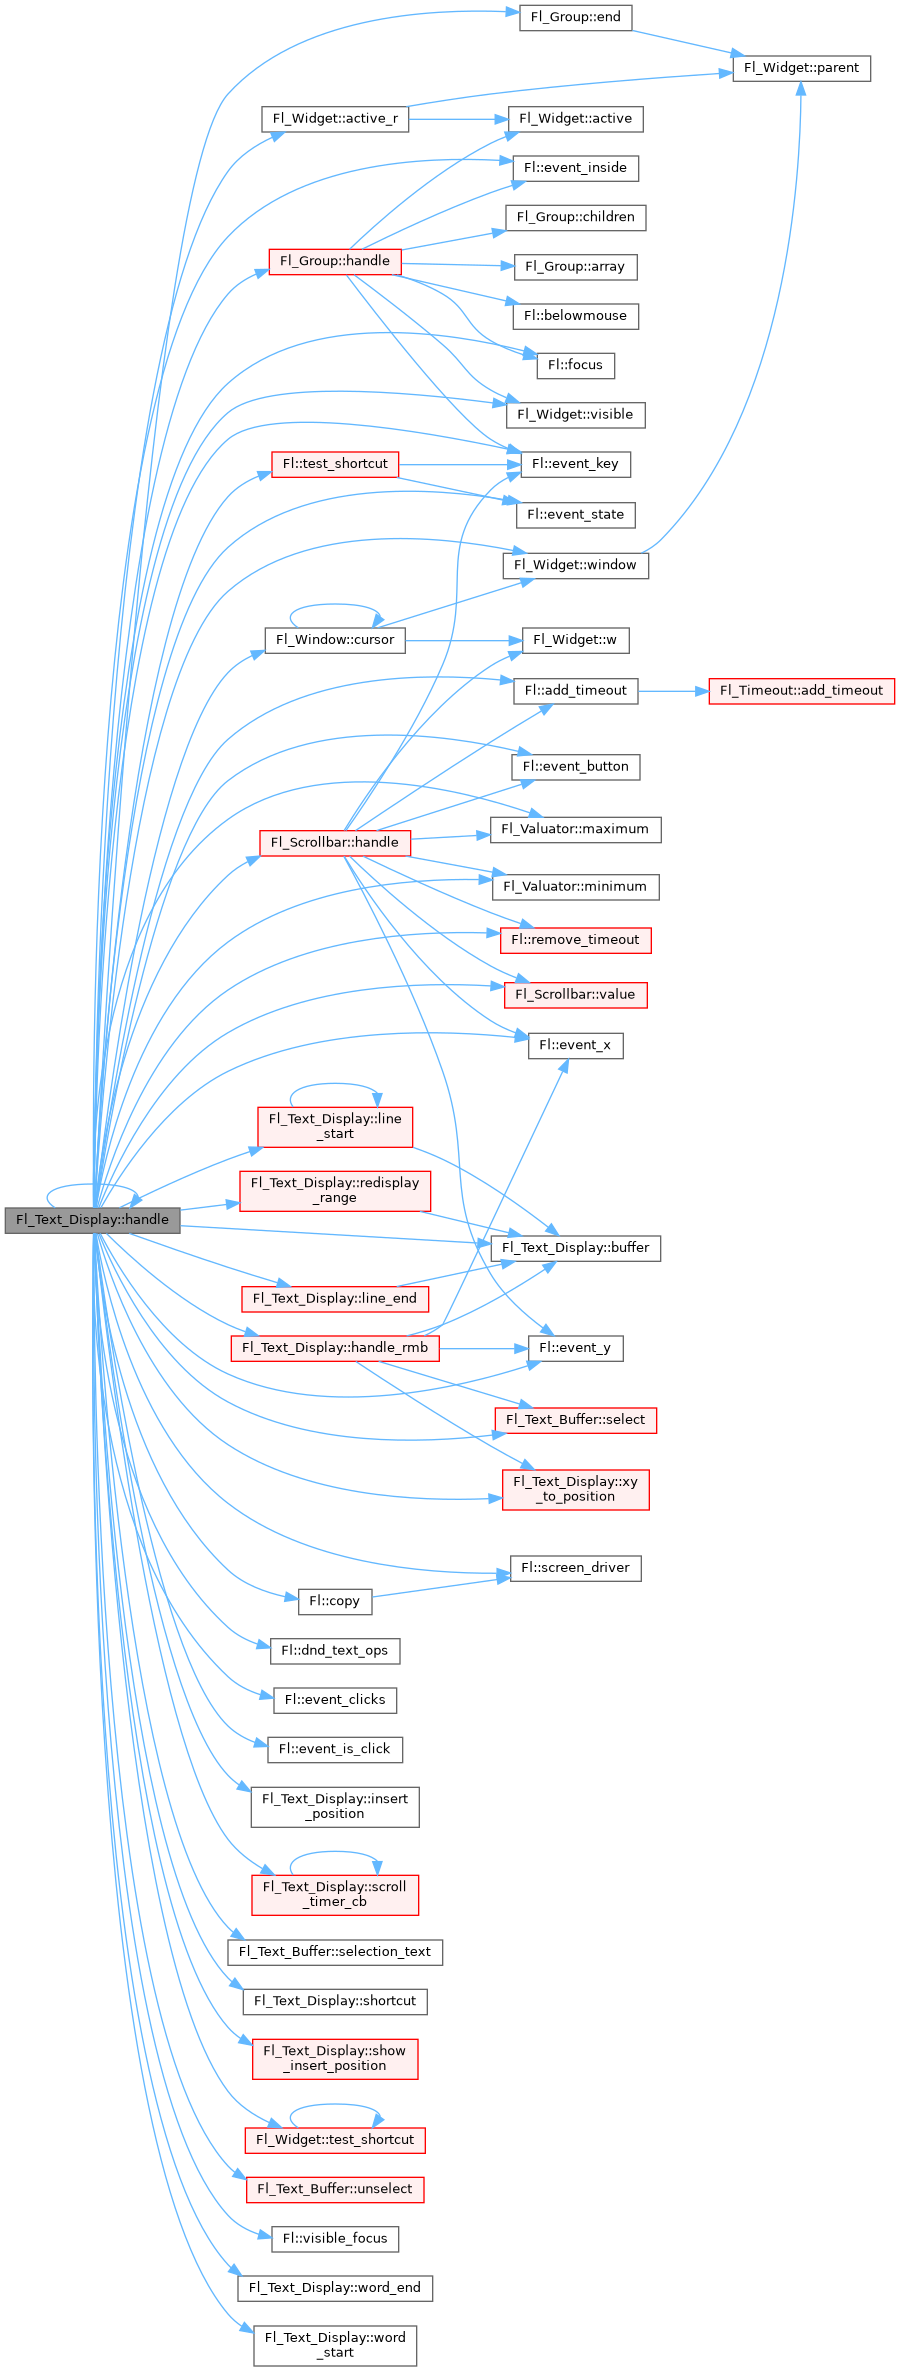 Fl_Group::end
Fl_Widget::parent
Fl_Widget::active_r
Fl_Widget::active
Fl::event_inside
Fl_Group::children
Fl_Group::handle
Fl_Group::array
Fl::belowmouse
Fl::focus
Fl_Widget::visible
Fl::test_shortcut
Fl::event_key
Fl::event_state
Fl_Widget::window
Fl_Window::cursor
Fl_Widget::w
Fl::add_timeout
Fl_Timeout::add_timeout
Fl::event_button
Fl_Valuator::maximum
Fl_Scrollbar::handle
Fl_Valuator::minimum
Fl::remove_timeout
Fl_Scrollbar::value
Fl::event_x
Fl_Text_Display::line
_start
Fl_Text_Display::redisplay
_range
Fl_Text_Display::handle
Fl_Text_Display::buffer
Fl_Text_Display::line_end
Fl_Text_Display::handle_rmb
Fl::event_y
Fl_Text_Buffer::select
Fl_Text_Display::xy
_to_position
Fl::screen_driver
Fl::copy
Fl::dnd_text_ops
Fl::event_clicks
Fl::event_is_click
Fl_Text_Display::insert
_position
Fl_Text_Display::scroll
_timer_cb
Fl_Text_Buffer::selection_text
Fl_Text_Display::shortcut
Fl_Text_Display::show
_insert_position
Fl_Widget::test_shortcut
Fl_Text_Buffer::unselect
Fl::visible_focus
Fl_Text_Display::word_end
Fl_Text_Display::word
_start